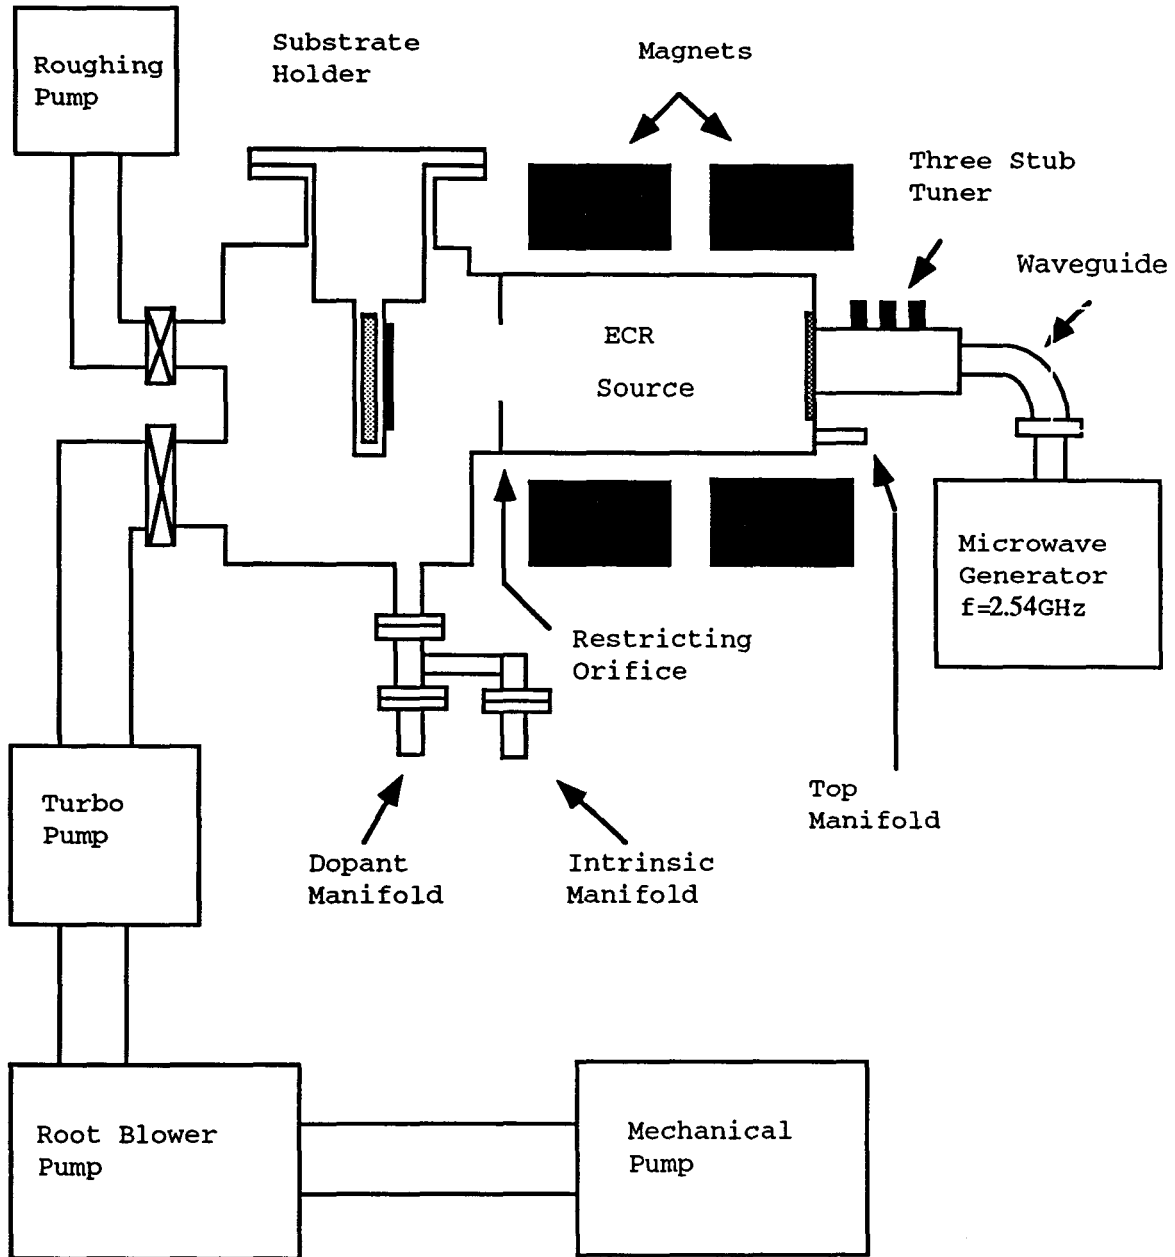 Roughing
Pump
Substrate
Holder
Magnets
Three Stub
Tuner
Waveguide
ECR
Source
Microwave
Generator
f=2.54GHz
Restricting
Orifice
Top
Manifold
Turbo
Pump
Dopant
Manifold
Intrinsic
Manifold
Root Blower
Pump
Mechanical
Pump